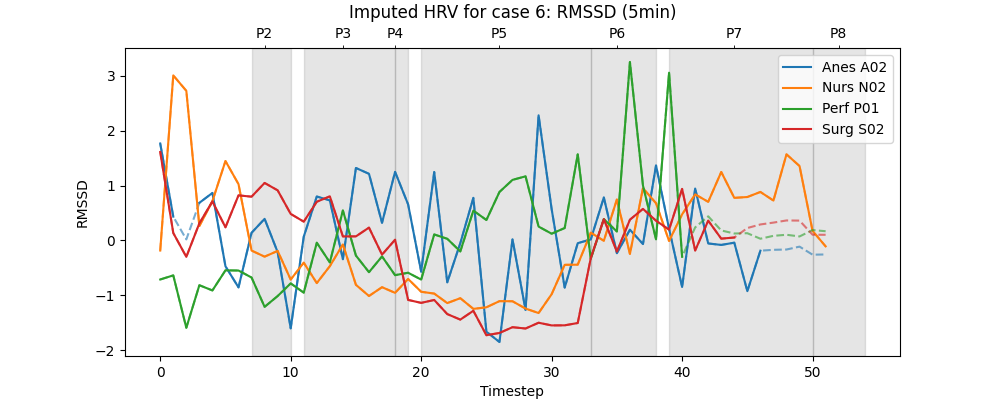 Imputed HRV for case 6: RMSSD (5min)
P2 P3 P4 P5 P6 P7 P8
Anes A02
Nurs N02
Perf P01
Surg S02
3
2
1
0
−1
−2
RMSSD
0 10 20 30 40 50
Timestep